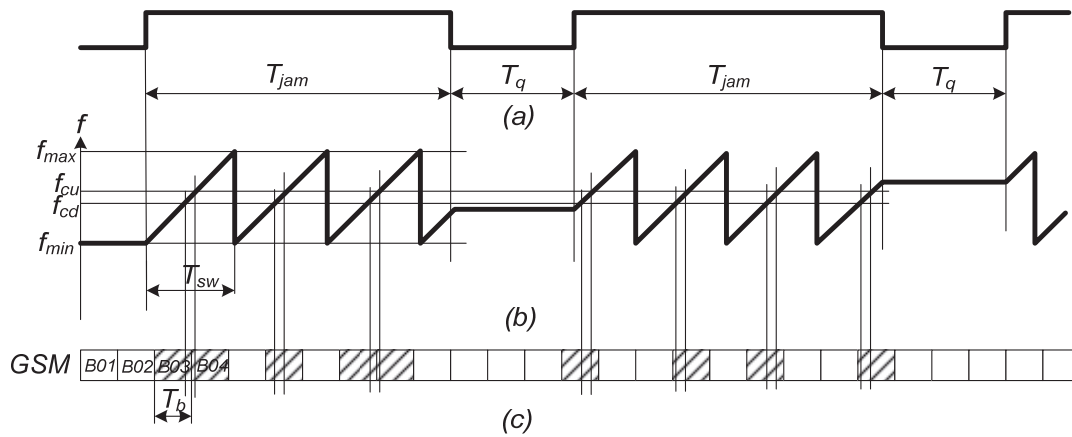 T_jam T_q T_jam T_q
(a)
f
f_max
f_cu
f_cd
f_min
T_sw
(b)
GSM B01 B02 B03 B04
T_b
(c)